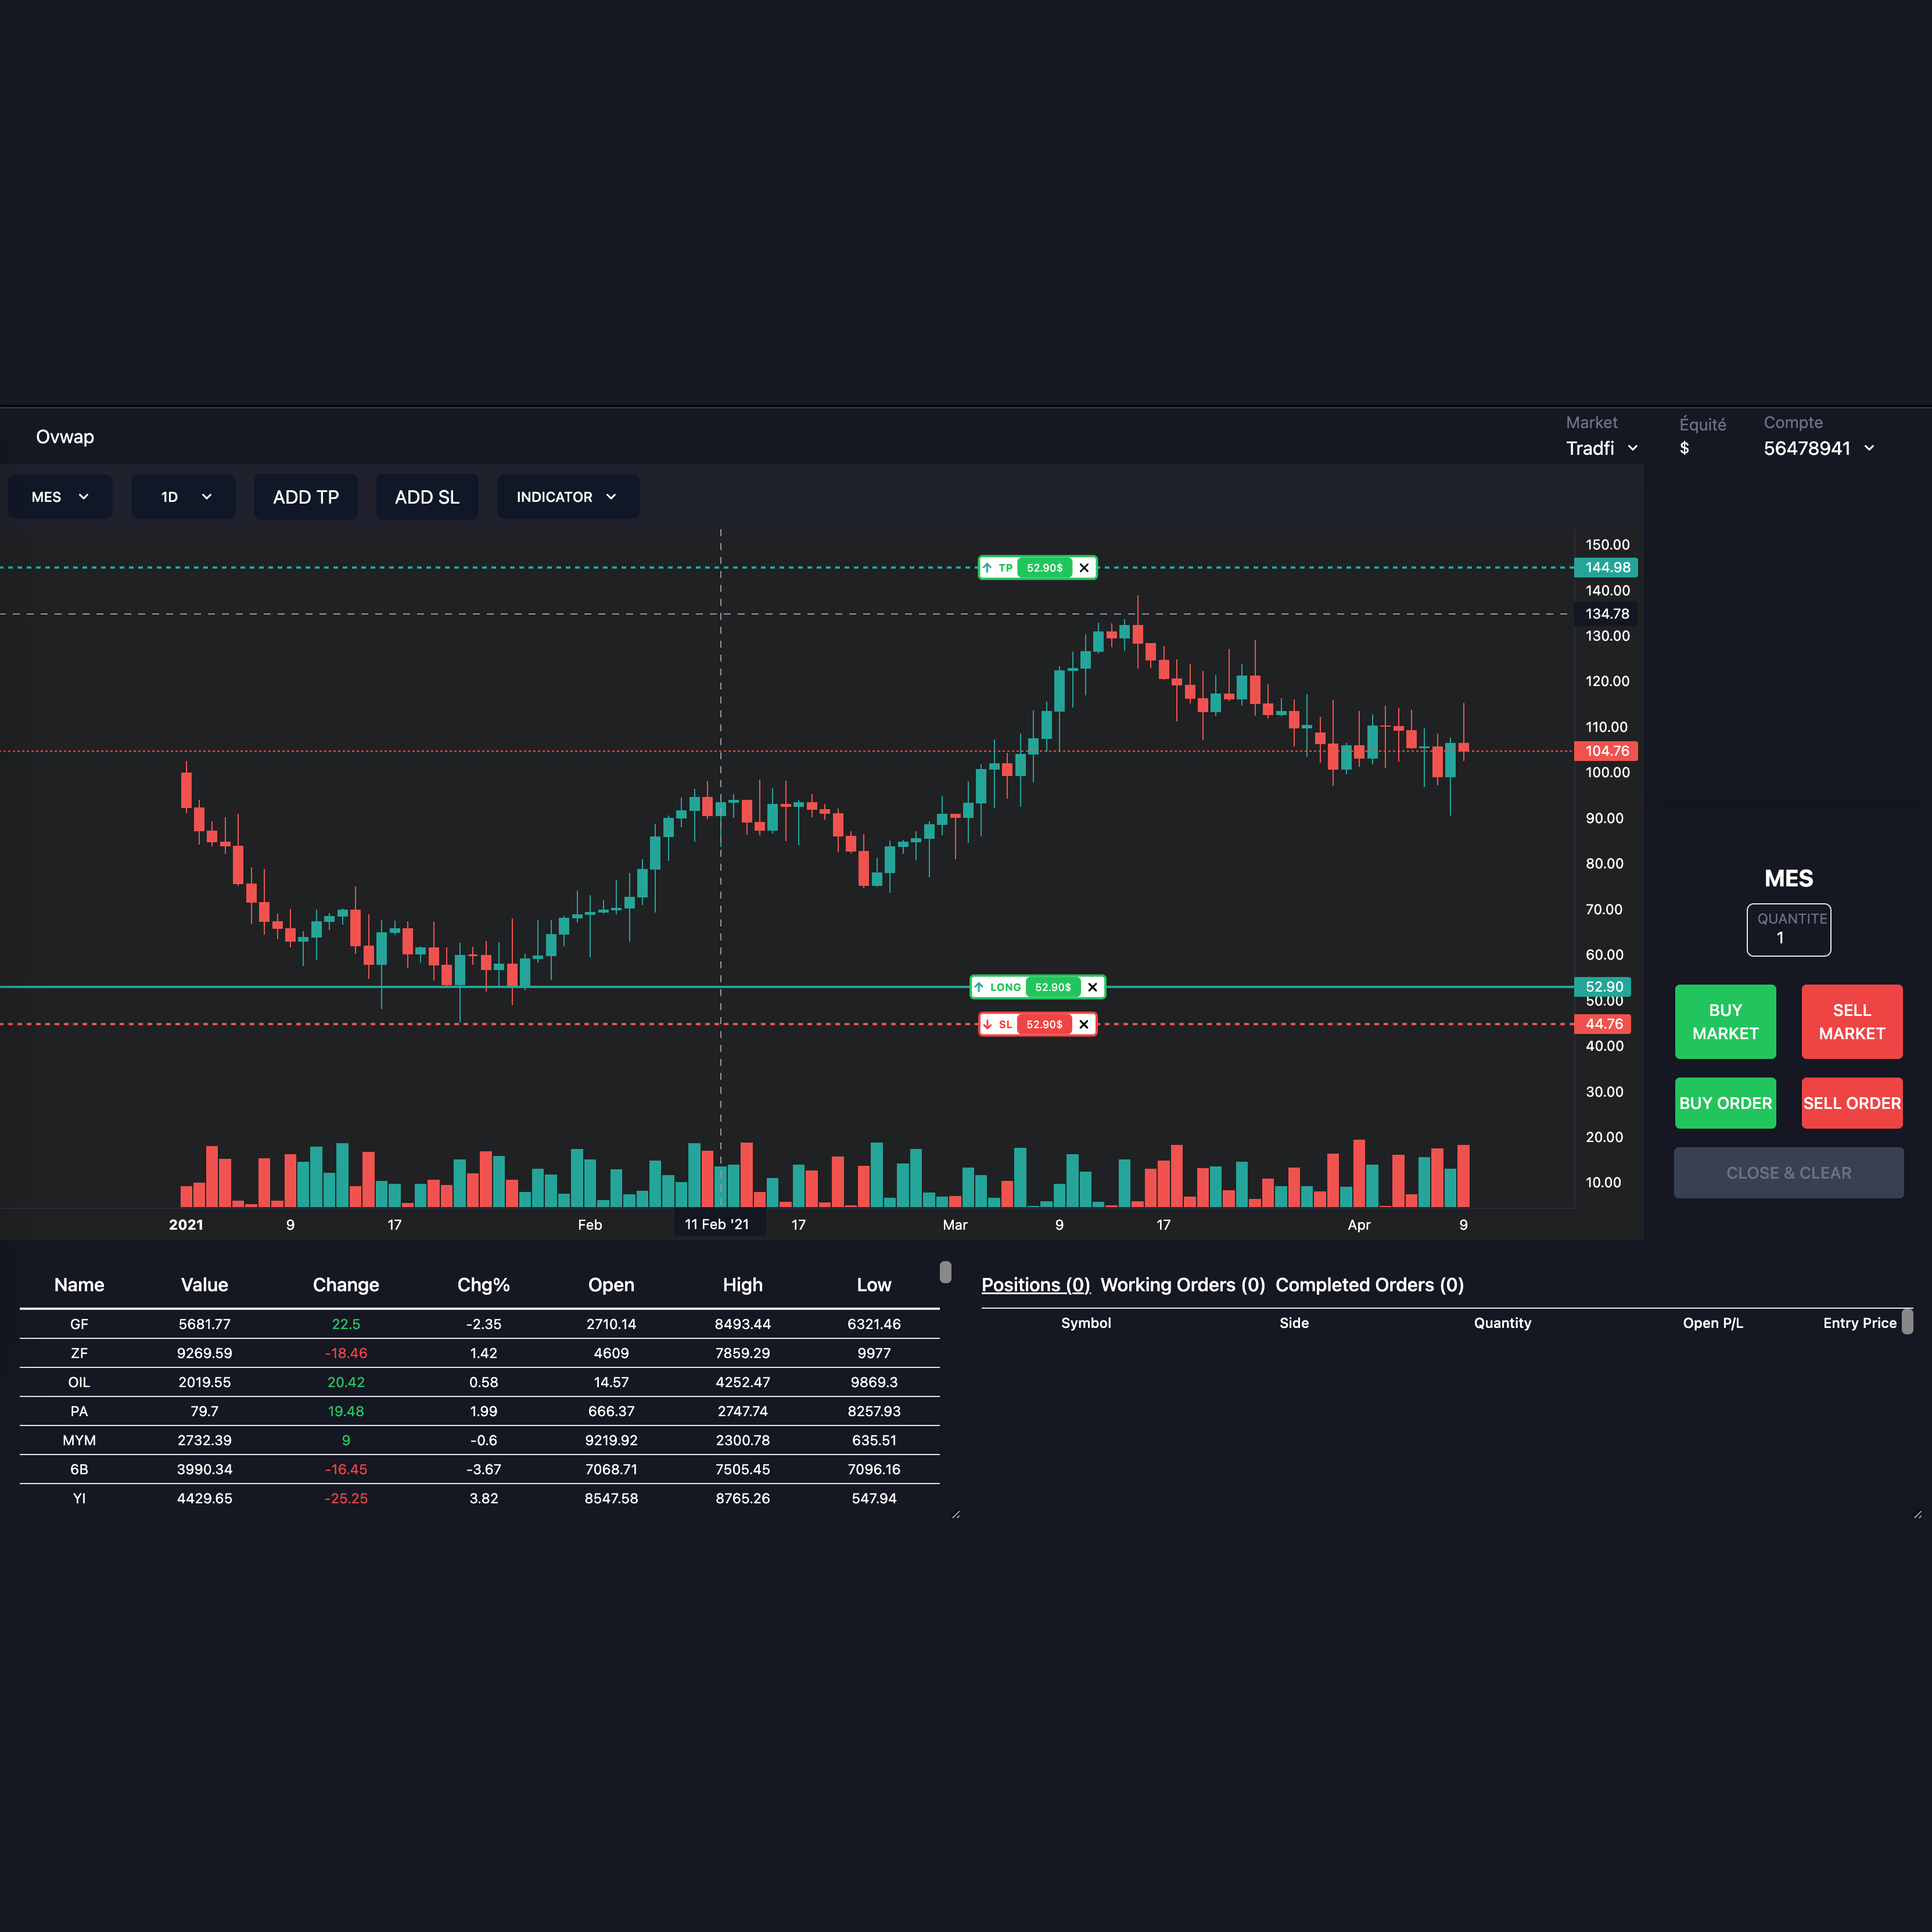 Ovwap
Market Équité Compte
Tradfi $ 56478941
MES 1D ADD TP ADD SL INDICATOR
150.00
TP 52.90$ 144.98
140.00
134.78
130.00
120.00
110.00
104.76
100.00
90.00
80.00
70.00
60.00
LONG 52.90$ 52.90
50.00
SL 52.90$ 44.76
40.00
30.00
20.00
10.00
2021 9 17 Feb 11 Feb '21 17 Mar 9 17 Apr 9
MES
QUANTITE
1
BUY MARKET
SELL MARKET
BUY ORDER SELL ORDER
CLOSE & CLEAR
Name Value Change Chg% Open High Low
GF 5681.77 22.5 -2.35 2710.14 8493.44 6321.46
ZF 9269.59 -18.46 1.42 4609 7859.29 9977
OIL 2019.55 20.42 0.58 14.57 4252.47 9869.3
PA 79.7 19.48 1.99 666.37 2747.74 8257.93
MYM 2732.39 9 -0.6 9219.92 2300.78 635.51
6B 3990.34 -16.45 -3.67 7068.71 7505.45 7096.16
YI 4429.65 -25.25 3.82 8547.58 8765.26 547.94
Positions (0) Working Orders (0) Completed Orders (0)
Symbol Side Quantity Open P/L Entry Price